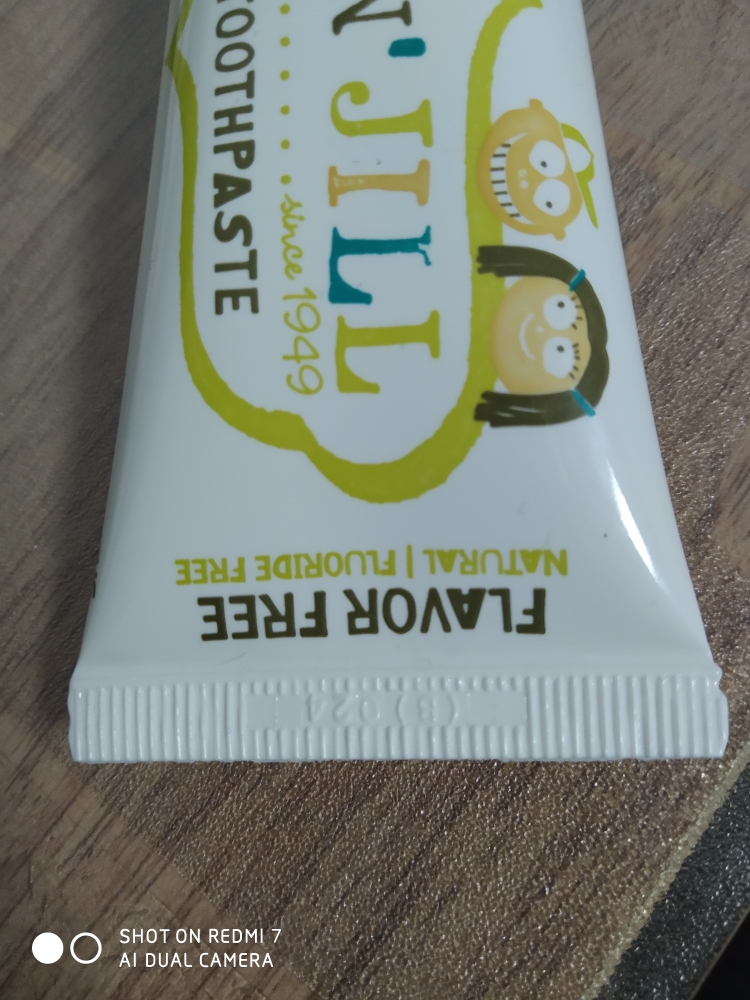 N' JILL
since 1949
TOOTHPASTE
NATURAL | FLUORIDE FREE
FLAVOR FREE
SHOT ON REDMI 7
AI DUAL CAMERA